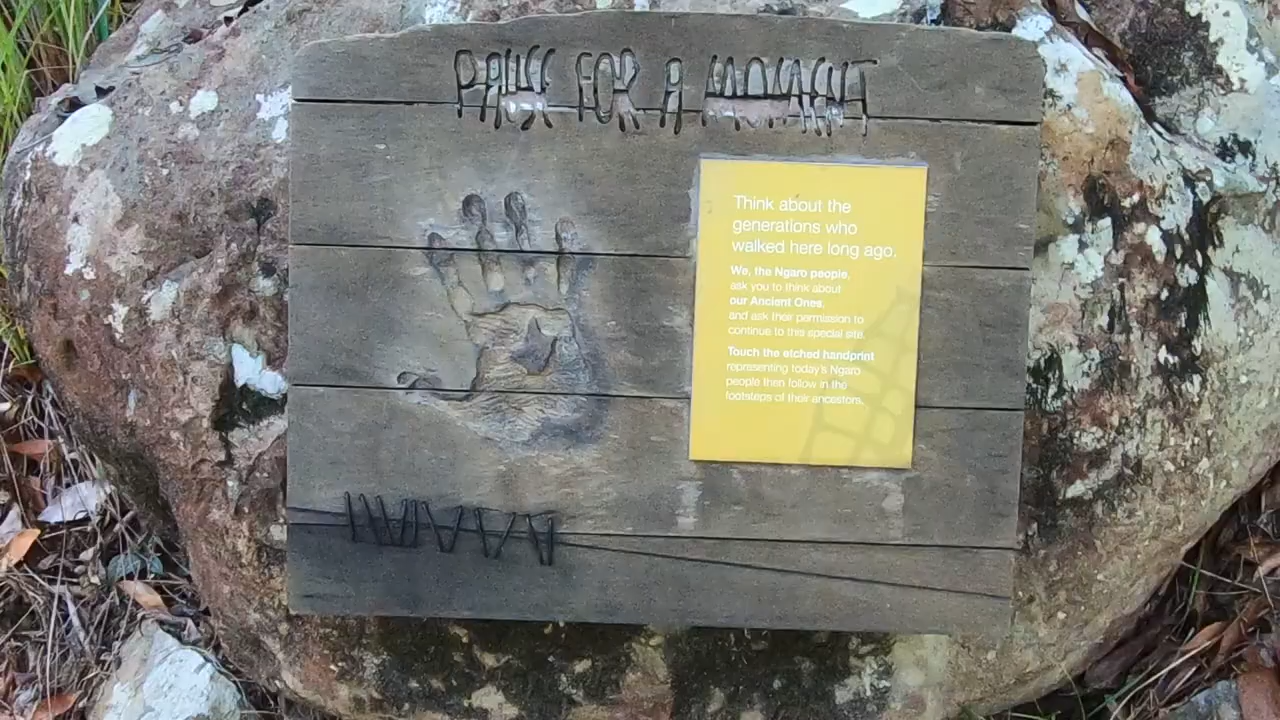 PAUSE FOR A MOMENT
Think about the
generations who
walked here long ago.
We, the Ngaro people,
ask you to think about
our Ancient Ones,
and ask their permission to
continue to this special site.
Touch the etched handprint
representing today's Ngaro
people then follow in the
footsteps of their ancestors.